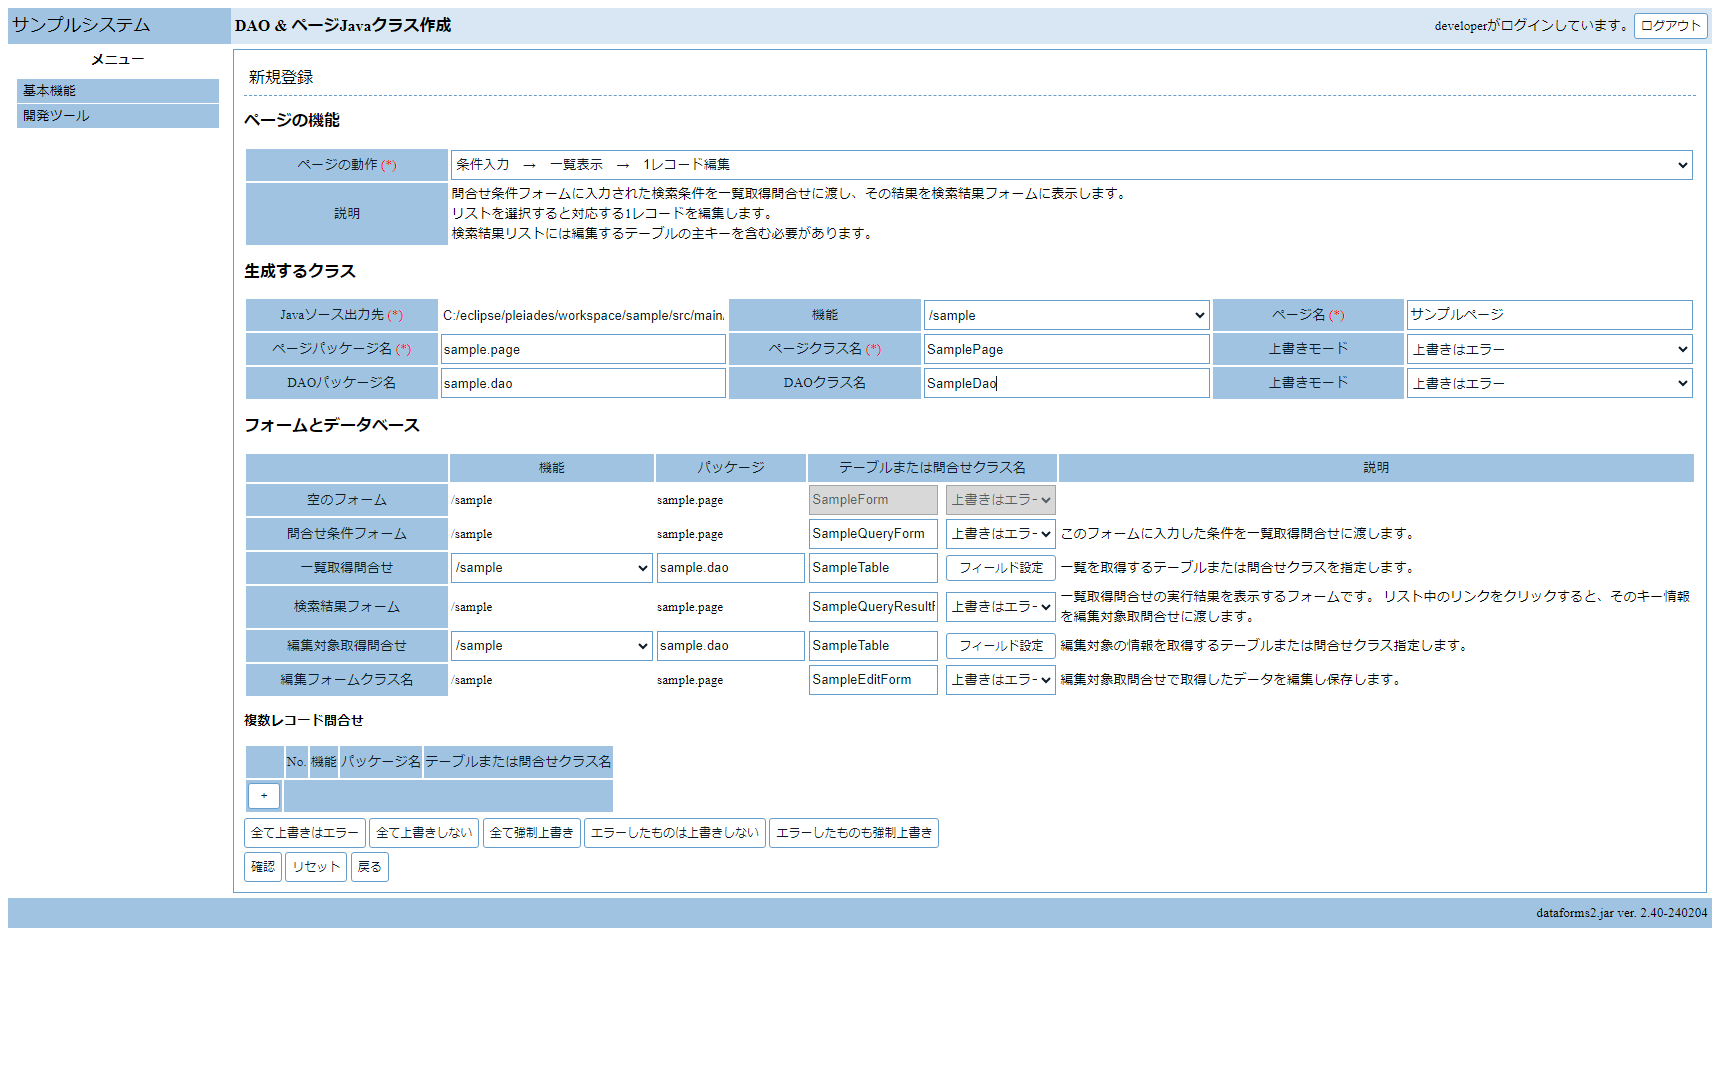 サンプルシステム
DAO & ページJavaクラス作成
developerがログインしています。 ログアウト
メニュー
基本機能
開発ツール
新規登録
ページの機能
ページの動作 (*) 条件入力　→　一覧表示　→　1レコード編集
説明
問合せ条件フォームに入力された検索条件を一覧取得問合せに渡し、その結果を検索結果フォームに表示します。
リストを選択すると対応する1レコードを編集します。
検索結果リストには編集するテーブルの主キーを含む必要があります。
生成するクラス
Javaソース出力先 (*) C:/eclipse/pleiades/workspace/sample/src/main/ 機能 /sample ページ名 (*) サンプルページ
ページパッケージ名 (*) sample.page ページクラス名 (*) SamplePage 上書きモード 上書きはエラー
DAOパッケージ名 sample.dao DAOクラス名 SampleDao 上書きモード 上書きはエラー
フォームとデータベース
機能 パッケージ テーブルまたは問合せクラス名 説明
空のフォーム /sample sample.page SampleForm 上書きはエラー
問合せ条件フォーム /sample sample.page SampleQueryForm 上書きはエラー このフォームに入力した条件を一覧取得問合せに渡します。
一覧取得問合せ /sample sample.dao SampleTable フィールド設定 一覧を取得するテーブルまたは問合せクラスを指定します。
検索結果フォーム /sample sample.page SampleQueryResultF 上書きはエラー 一覧取得問合せの実行結果を表示するフォームです。 リスト中のリンクをクリックすると、そのキー情報
を編集対象取得問合せに渡します。
編集対象取得問合せ /sample sample.dao SampleTable フィールド設定 編集対象の情報を取得するテーブルまたは問合せクラス指定します。
編集フォームクラス名 /sample sample.page SampleEditForm 上書きはエラー 編集対象取問合せで取得したデータを編集し保存します。
複数レコード問合せ
No. 機能 パッケージ名 テーブルまたは問合せクラス名
+
全て上書きはエラー 全て上書きしない 全て強制上書き エラーしたものは上書きしない エラーしたものも強制上書き
確認 リセット 戻る
dataforms2.jar ver. 2.40-240204